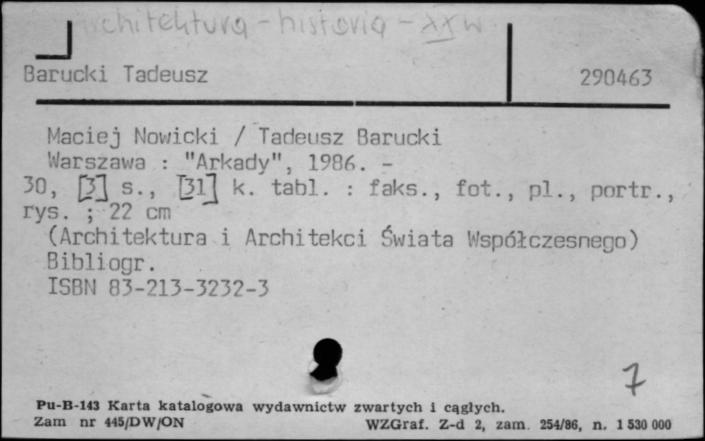 architektura - historia - XX w
Barucki Tadeusz 290463
Maciej Nowicki / Tadeusz Barucki
Warszawa : "Arkady", 1986. -
30, [3] s., [31] k. tabl. : faks., fot., pl., portr.,
rys. ; 22 cm
(Architektura i Architekci Świata Współczesnego)
Bibliogr.
ISBN 83-213-3232-3
7
Pu-B-143 Karta katalogowa wydawnictw zwartych i cągłych.
Zam nr 445/DW/ON WZGraf. Z-d 2, zam. 254/86, n. 1 530 000